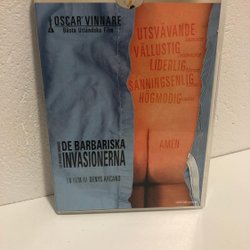 OSCAR VINNARE
Bästa Utländska Film
UTSVÄVANDE
VÄLLUSTIG
LIDERLIG
SANNINGSENLIG
HÖGMODIG
AMEN
DE BARBARISKA
INVASIONERNA
EN FILM AV DENYS ARCAND